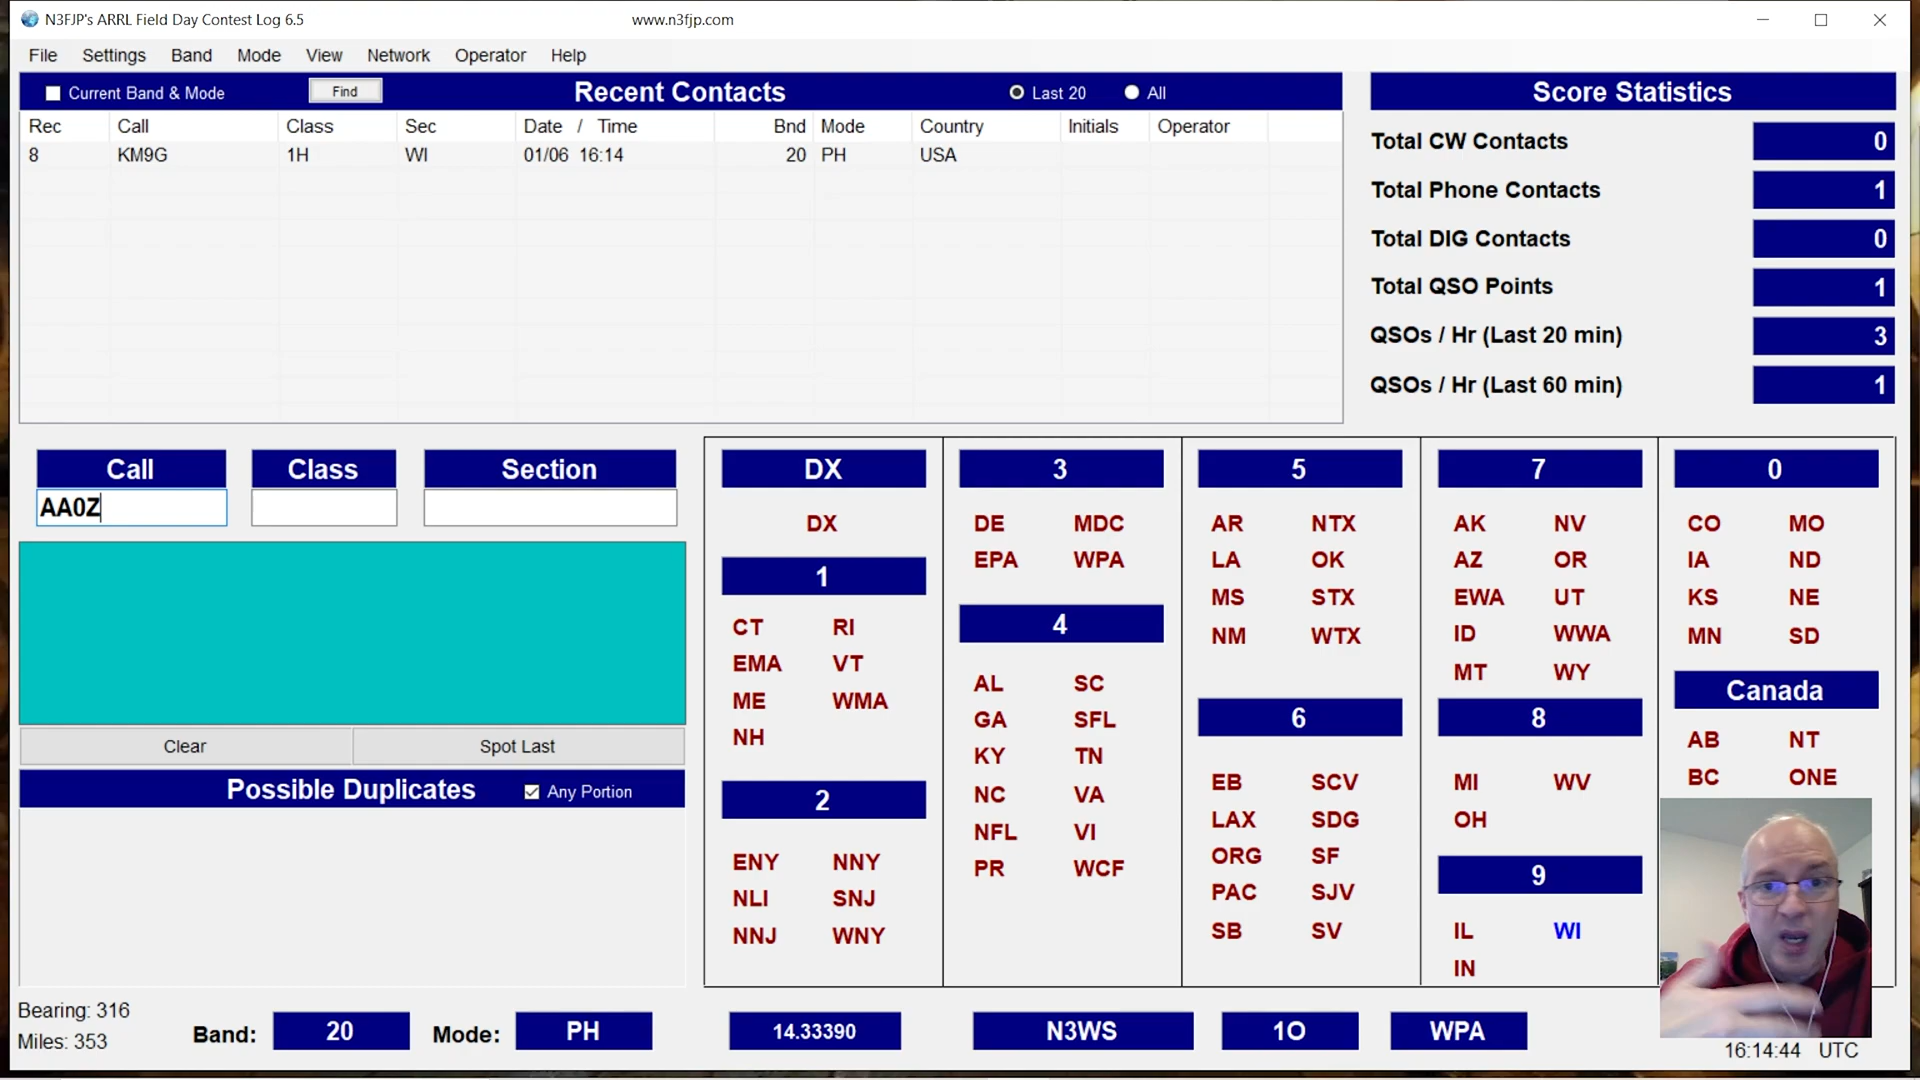 N3FJP's ARRL Field Day Contest Log 6.5 www.n3fjp.com
File Settings Band Mode View Network Operator Help
Current Band & Mode Find Recent Contacts Last 20 All
Rec Call Class Sec Date / Time Bnd Mode Country Initials Operator
8 KM9G 1H WI 01/06 16:14 20 PH USA
Score Statistics
Total CW Contacts 0
Total Phone Contacts 1
Total DIG Contacts 0
Total QSO Points 1
QSOs / Hr (Last 20 min) 3
QSOs / Hr (Last 60 min) 1
Call Class Section
AA0Z
Clear Spot Last
Possible Duplicates Any Portion
DX
DX
1
CT RI
EMA VT
ME WMA
NH
2
ENY NNY
NLI SNJ
NNJ WNY
3
DE MDC
EPA WPA
4
AL SC
GA SFL
KY TN
NC VA
NFL VI
PR WCF
5
AR NTX
LA OK
MS STX
NM WTX
6
EB SCV
LAX SDG
ORG SF
PAC SJV
SB SV
7
AK NV
AZ OR
EWA UT
ID WWA
MT WY
8
MI WV
OH
9
IL WI
IN
0
CO MO
IA ND
KS NE
MN SD
Canada
AB NT
BC ONE
Bearing: 316
Miles: 353
Band: 20 Mode: PH 14.33390 N3WS 1O WPA
16:14:44 UTC